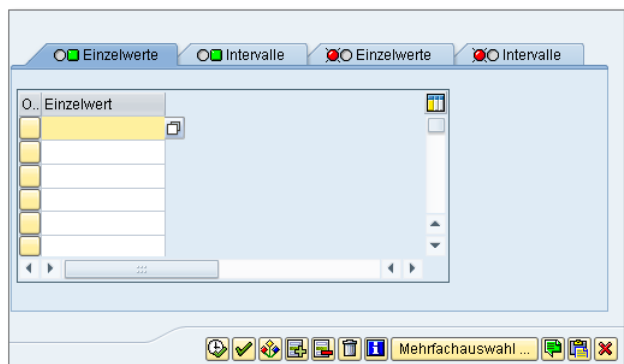 Einzelwerte Intervalle Einzelwerte Intervalle
O.. Einzelwert
Mehrfachauswahl ...